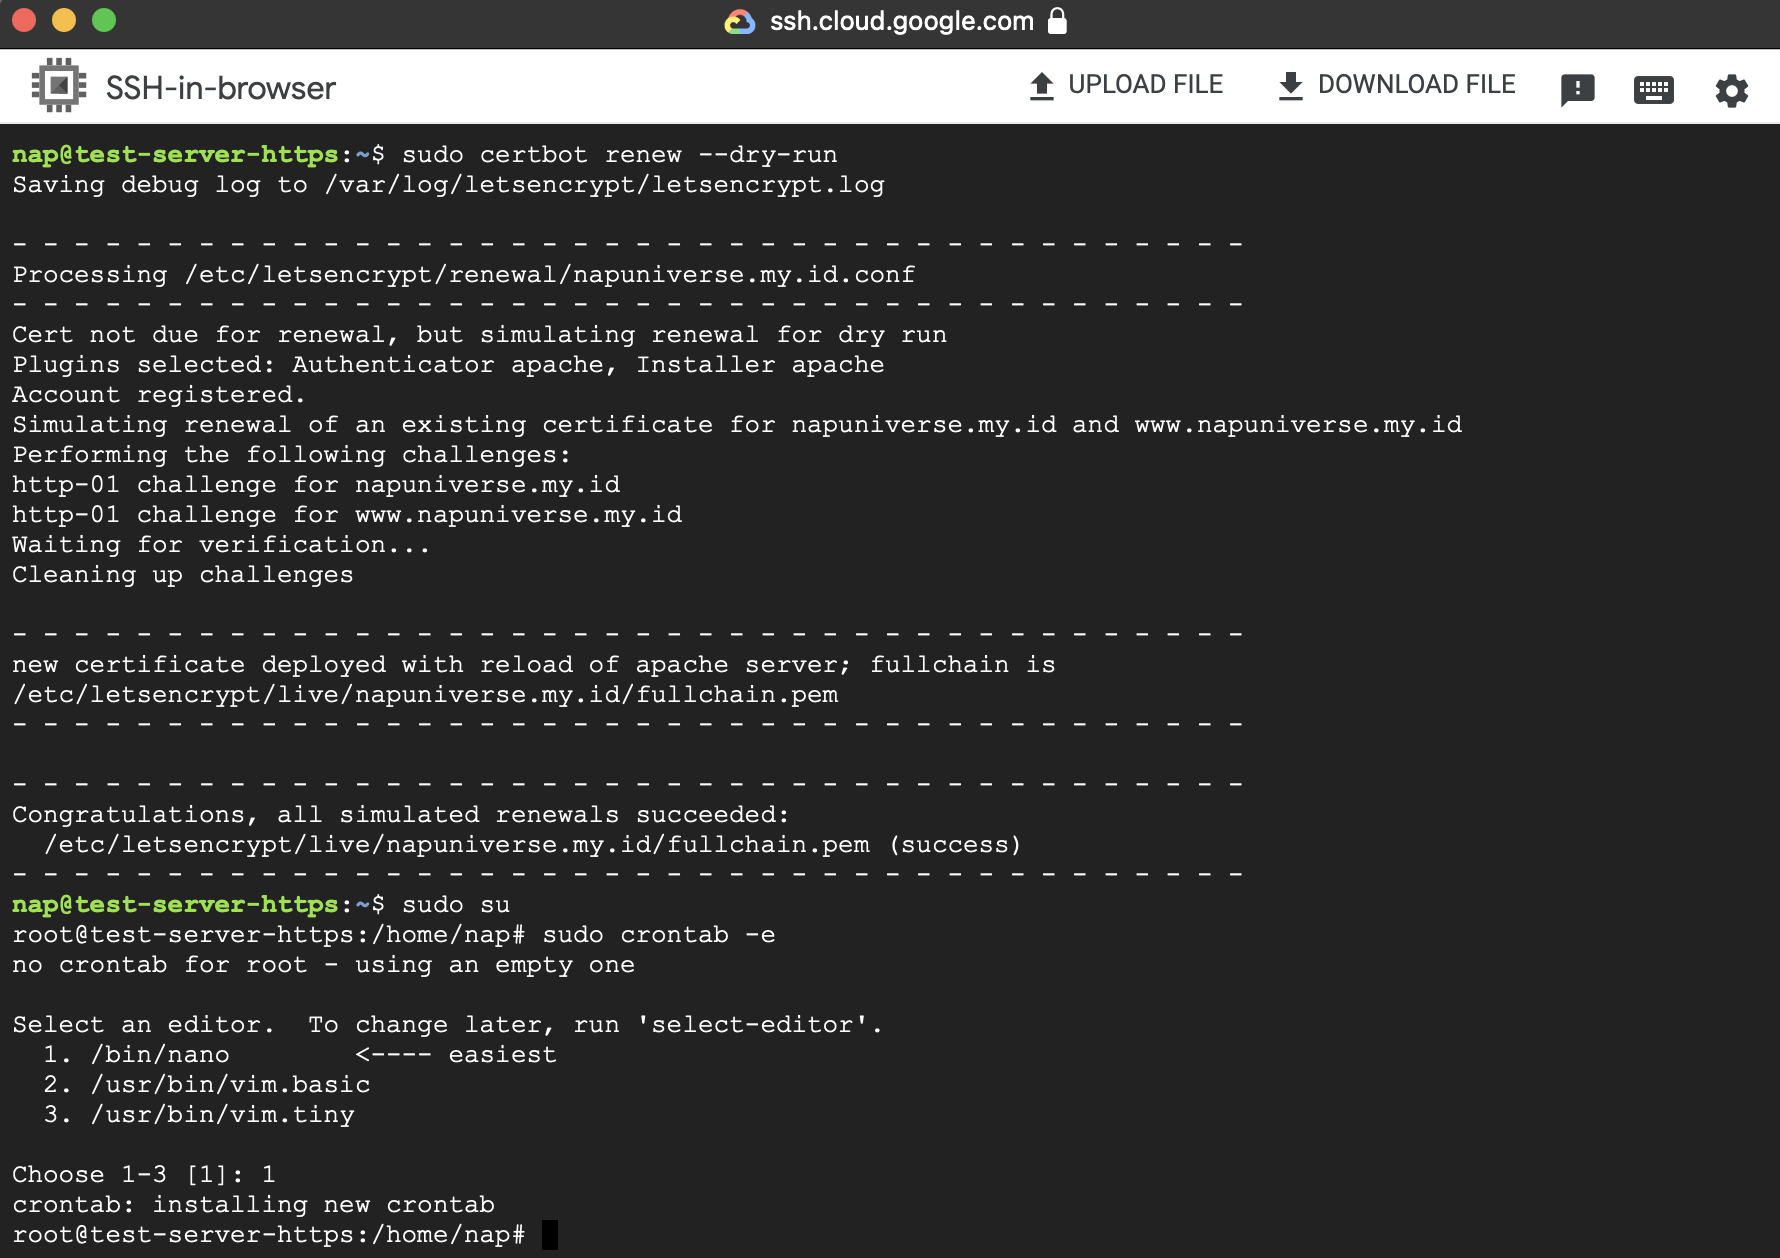 ssh.cloud.google.com
SSH-in-browser
UPLOAD FILE
DOWNLOAD FILE
nap@test-server-https:~$ sudo certbot renew --dry-run
Saving debug log to /var/log/letsencrypt/letsencrypt.log
- - - - - - - - - - - - - - - - - - - - - - - - - - - - - - - - - - - - - - - -
Processing /etc/letsencrypt/renewal/napuniverse.my.id.conf
- - - - - - - - - - - - - - - - - - - - - - - - - - - - - - - - - - - - - - - -
Cert not due for renewal, but simulating renewal for dry run
Plugins selected: Authenticator apache, Installer apache
Account registered.
Simulating renewal of an existing certificate for napuniverse.my.id and www.napuniverse.my.id
Performing the following challenges:
http-01 challenge for napuniverse.my.id
http-01 challenge for www.napuniverse.my.id
Waiting for verification...
Cleaning up challenges
- - - - - - - - - - - - - - - - - - - - - - - - - - - - - - - - - - - - - - - -
new certificate deployed with reload of apache server; fullchain is
/etc/letsencrypt/live/napuniverse.my.id/fullchain.pem
- - - - - - - - - - - - - - - - - - - - - - - - - - - - - - - - - - - - - - - -
- - - - - - - - - - - - - - - - - - - - - - - - - - - - - - - - - - - - - - - -
Congratulations, all simulated renewals succeeded:
  /etc/letsencrypt/live/napuniverse.my.id/fullchain.pem (success)
- - - - - - - - - - - - - - - - - - - - - - - - - - - - - - - - - - - - - - - -
nap@test-server-https:~$ sudo su
root@test-server-https:/home/nap# sudo crontab -e
no crontab for root - using an empty one
Select an editor.  To change later, run 'select-editor'.
  1. /bin/nano        <---- easiest
  2. /usr/bin/vim.basic
  3. /usr/bin/vim.tiny
Choose 1-3 [1]: 1
crontab: installing new crontab
root@test-server-https:/home/nap#